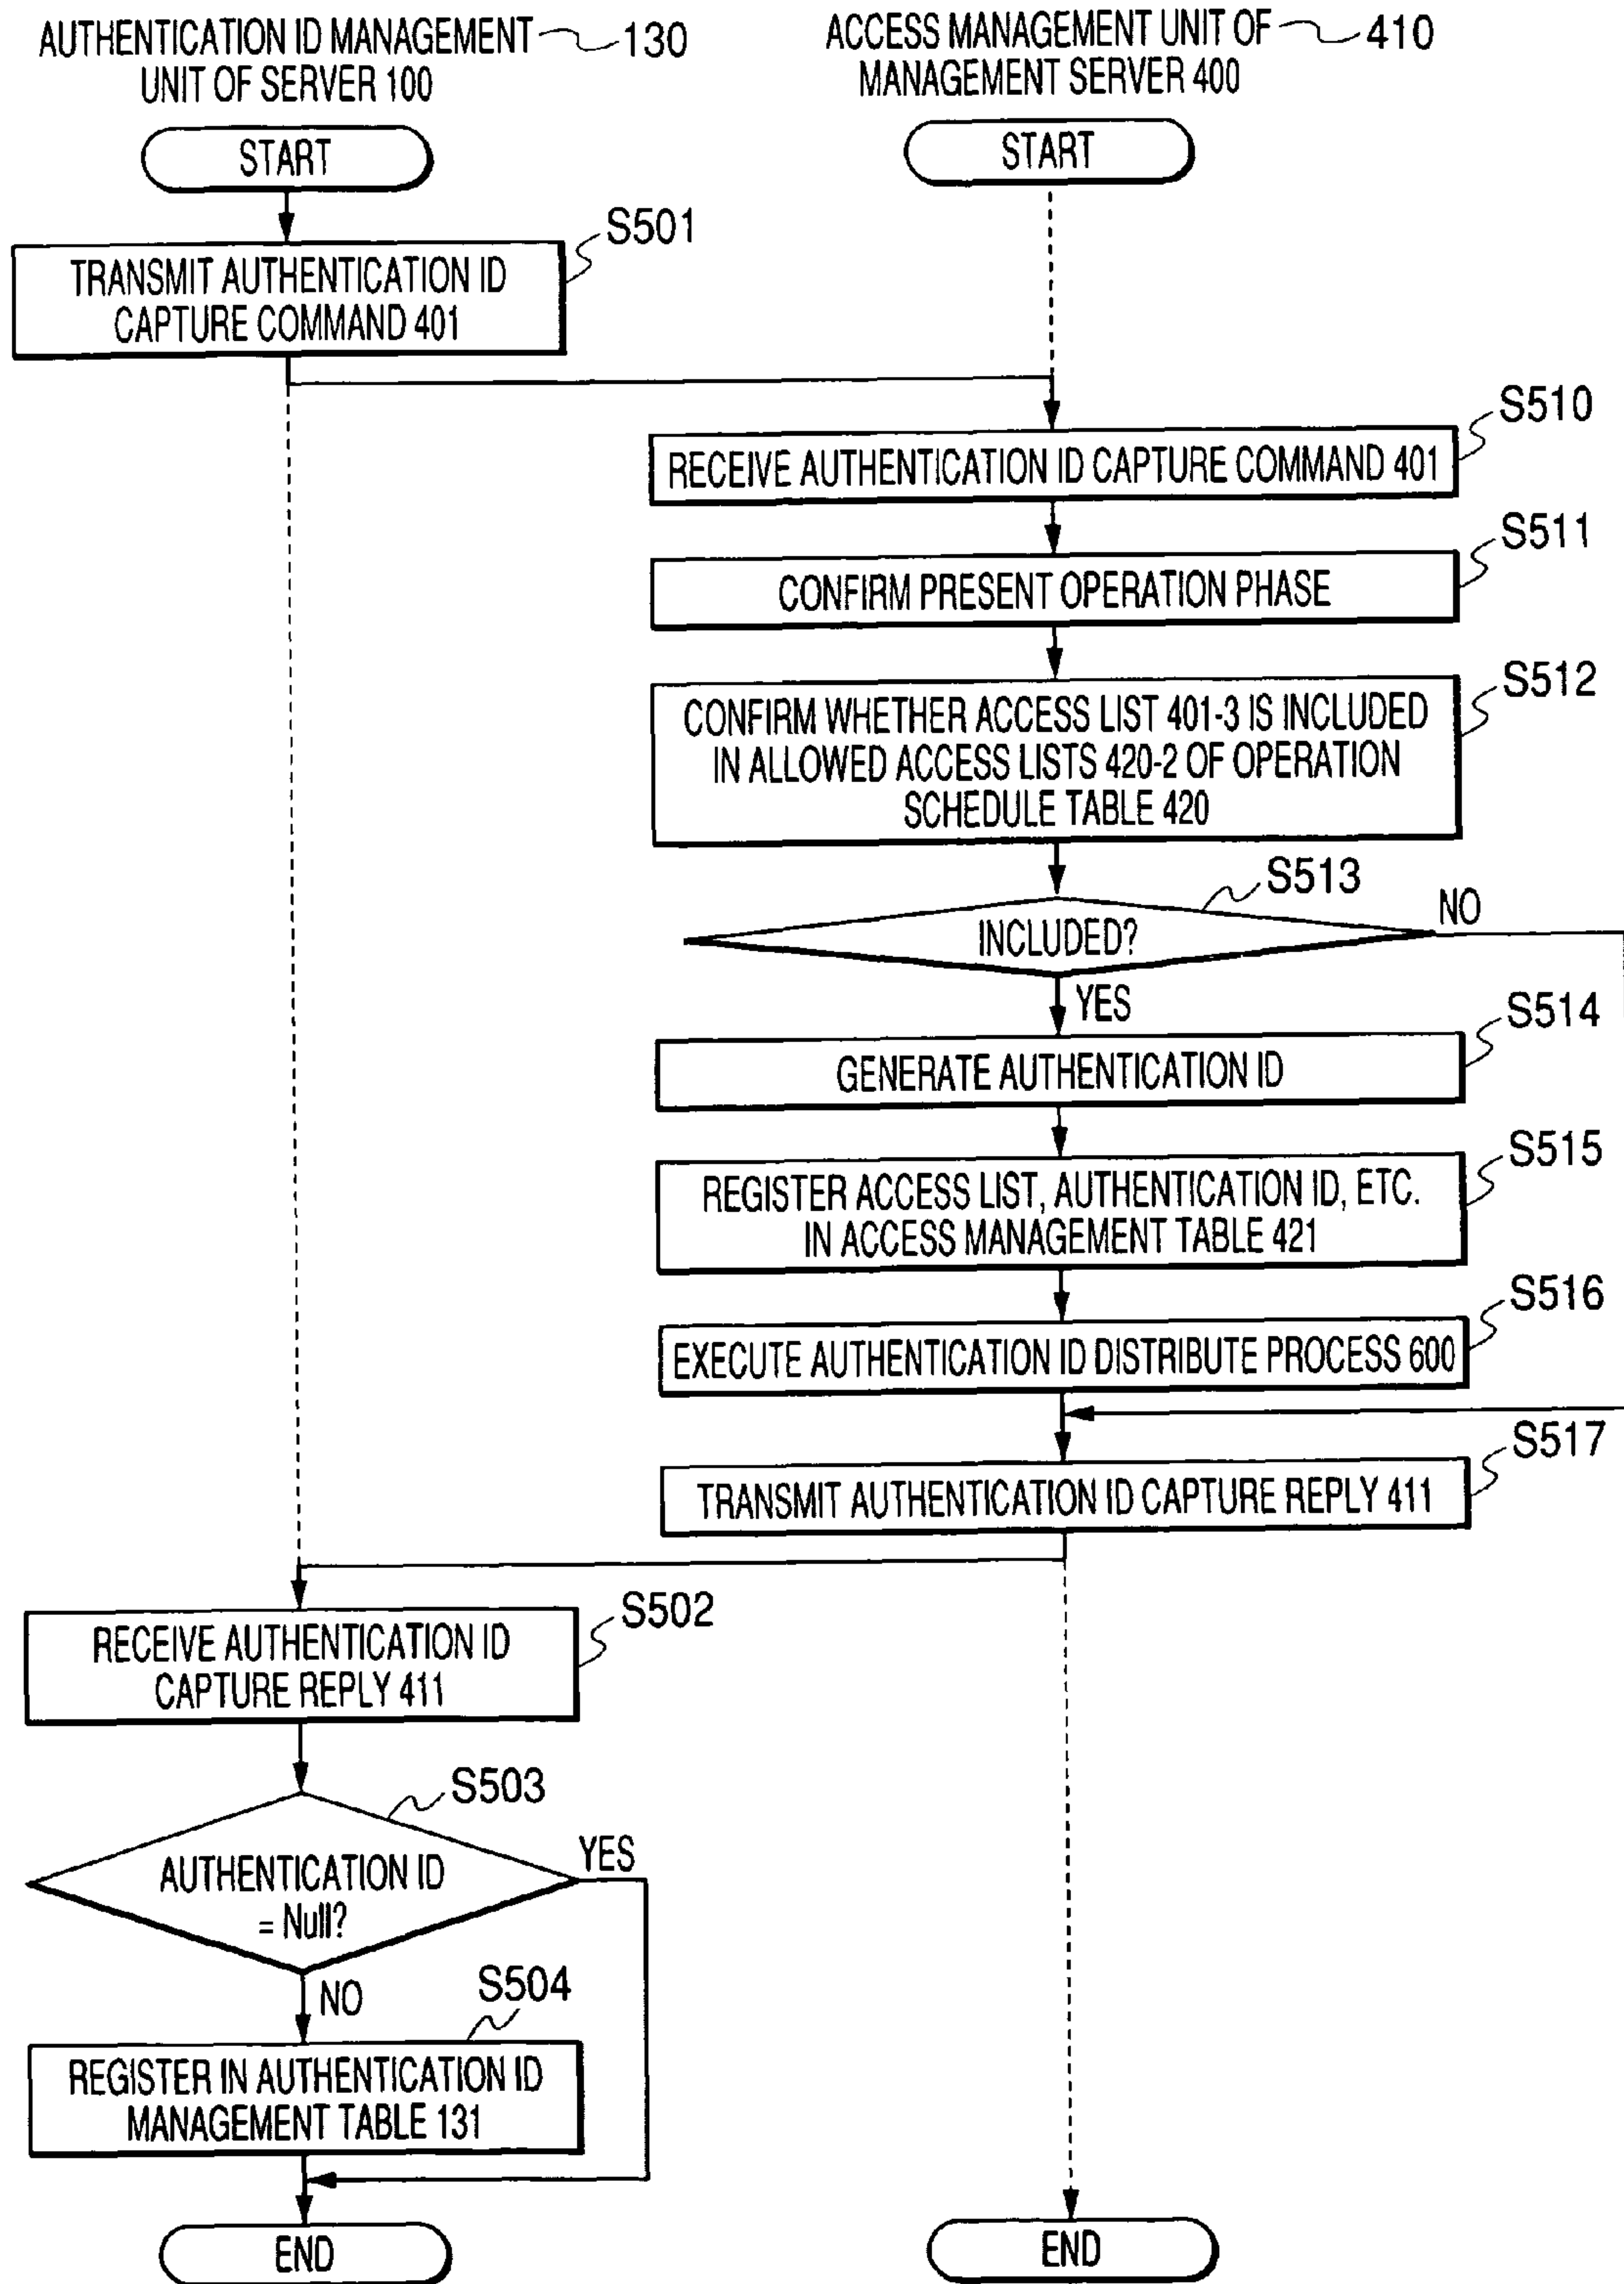 AUTHENTICATION ID MANAGEMENT 130
UNIT OF SERVER 100
ACCESS MANAGEMENT UNIT OF 410
MANAGEMENT SERVER 400
START
START
S501
TRANSMIT AUTHENTICATION ID
CAPTURE COMMAND 401
S510
RECEIVE AUTHENTICATION ID CAPTURE COMMAND 401
S511
CONFIRM PRESENT OPERATION PHASE
S512
CONFIRM WHETHER ACCESS LIST 401-3 IS INCLUDED
IN ALLOWED ACCESS LISTS 420-2 OF OPERATION
SCHEDULE TABLE 420
S513
INCLUDED?
NO
YES
S514
GENERATE AUTHENTICATION ID
S515
REGISTER ACCESS LIST, AUTHENTICATION ID, ETC.
IN ACCESS MANAGEMENT TABLE 421
S516
EXECUTE AUTHENTICATION ID DISTRIBUTE PROCESS 600
S517
TRANSMIT AUTHENTICATION ID CAPTURE REPLY 411
S502
RECEIVE AUTHENTICATION ID
CAPTURE REPLY 411
S503
AUTHENTICATION ID
= Null?
YES
NO
S504
REGISTER IN AUTHENTICATION ID
MANAGEMENT TABLE 131
END
END